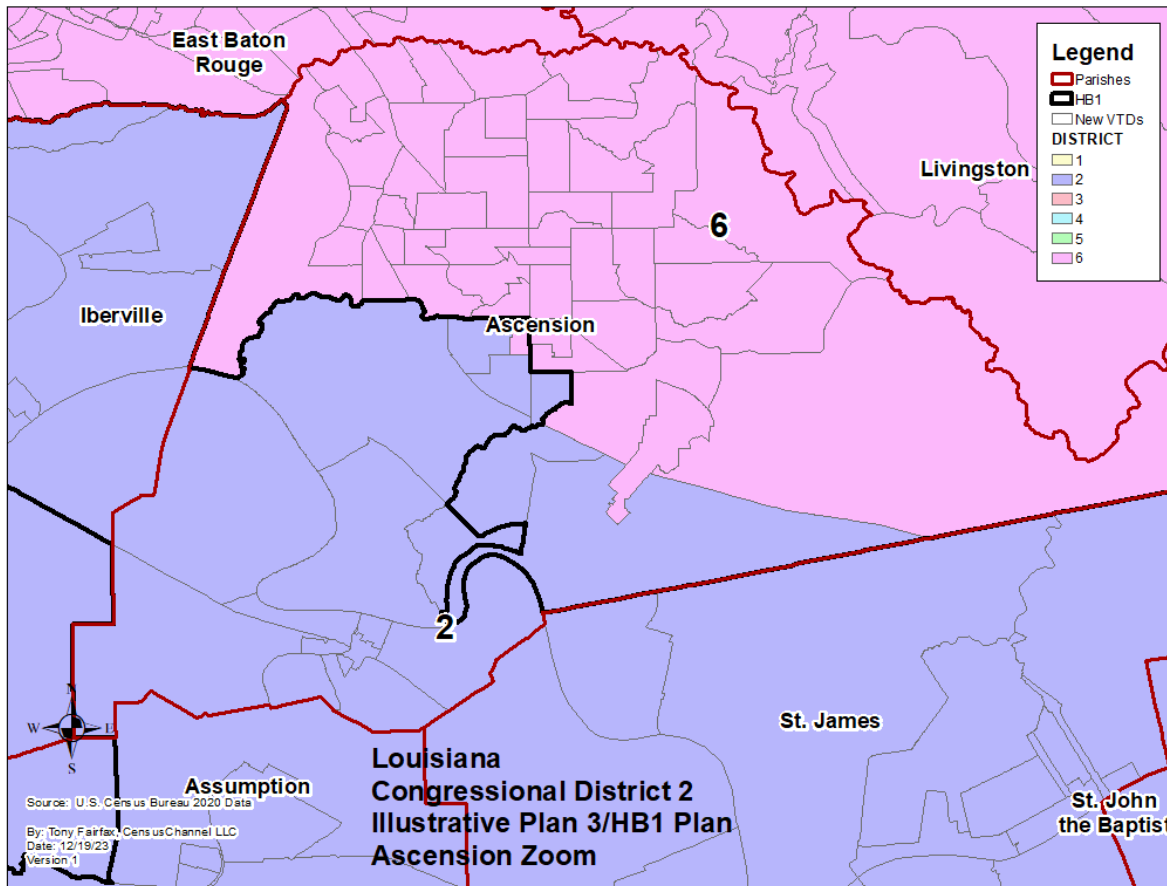 East Baton
Rouge
Legend
Parishes
HB1
New VTDs
DISTRICT
1
2
3
4
5
6
Livingston
6
Iberville
Ascension
2
N
W E
S
St. James
Assumption
Source: U.S. Census Bureau 2020 Data
By: Tony Fairfax, CensusChannel LLC
Date: 12/19/23
Version 1
Louisiana
Congressional District 2
Illustrative Plan 3/HB1 Plan
Ascension Zoom
St. John
the Baptist